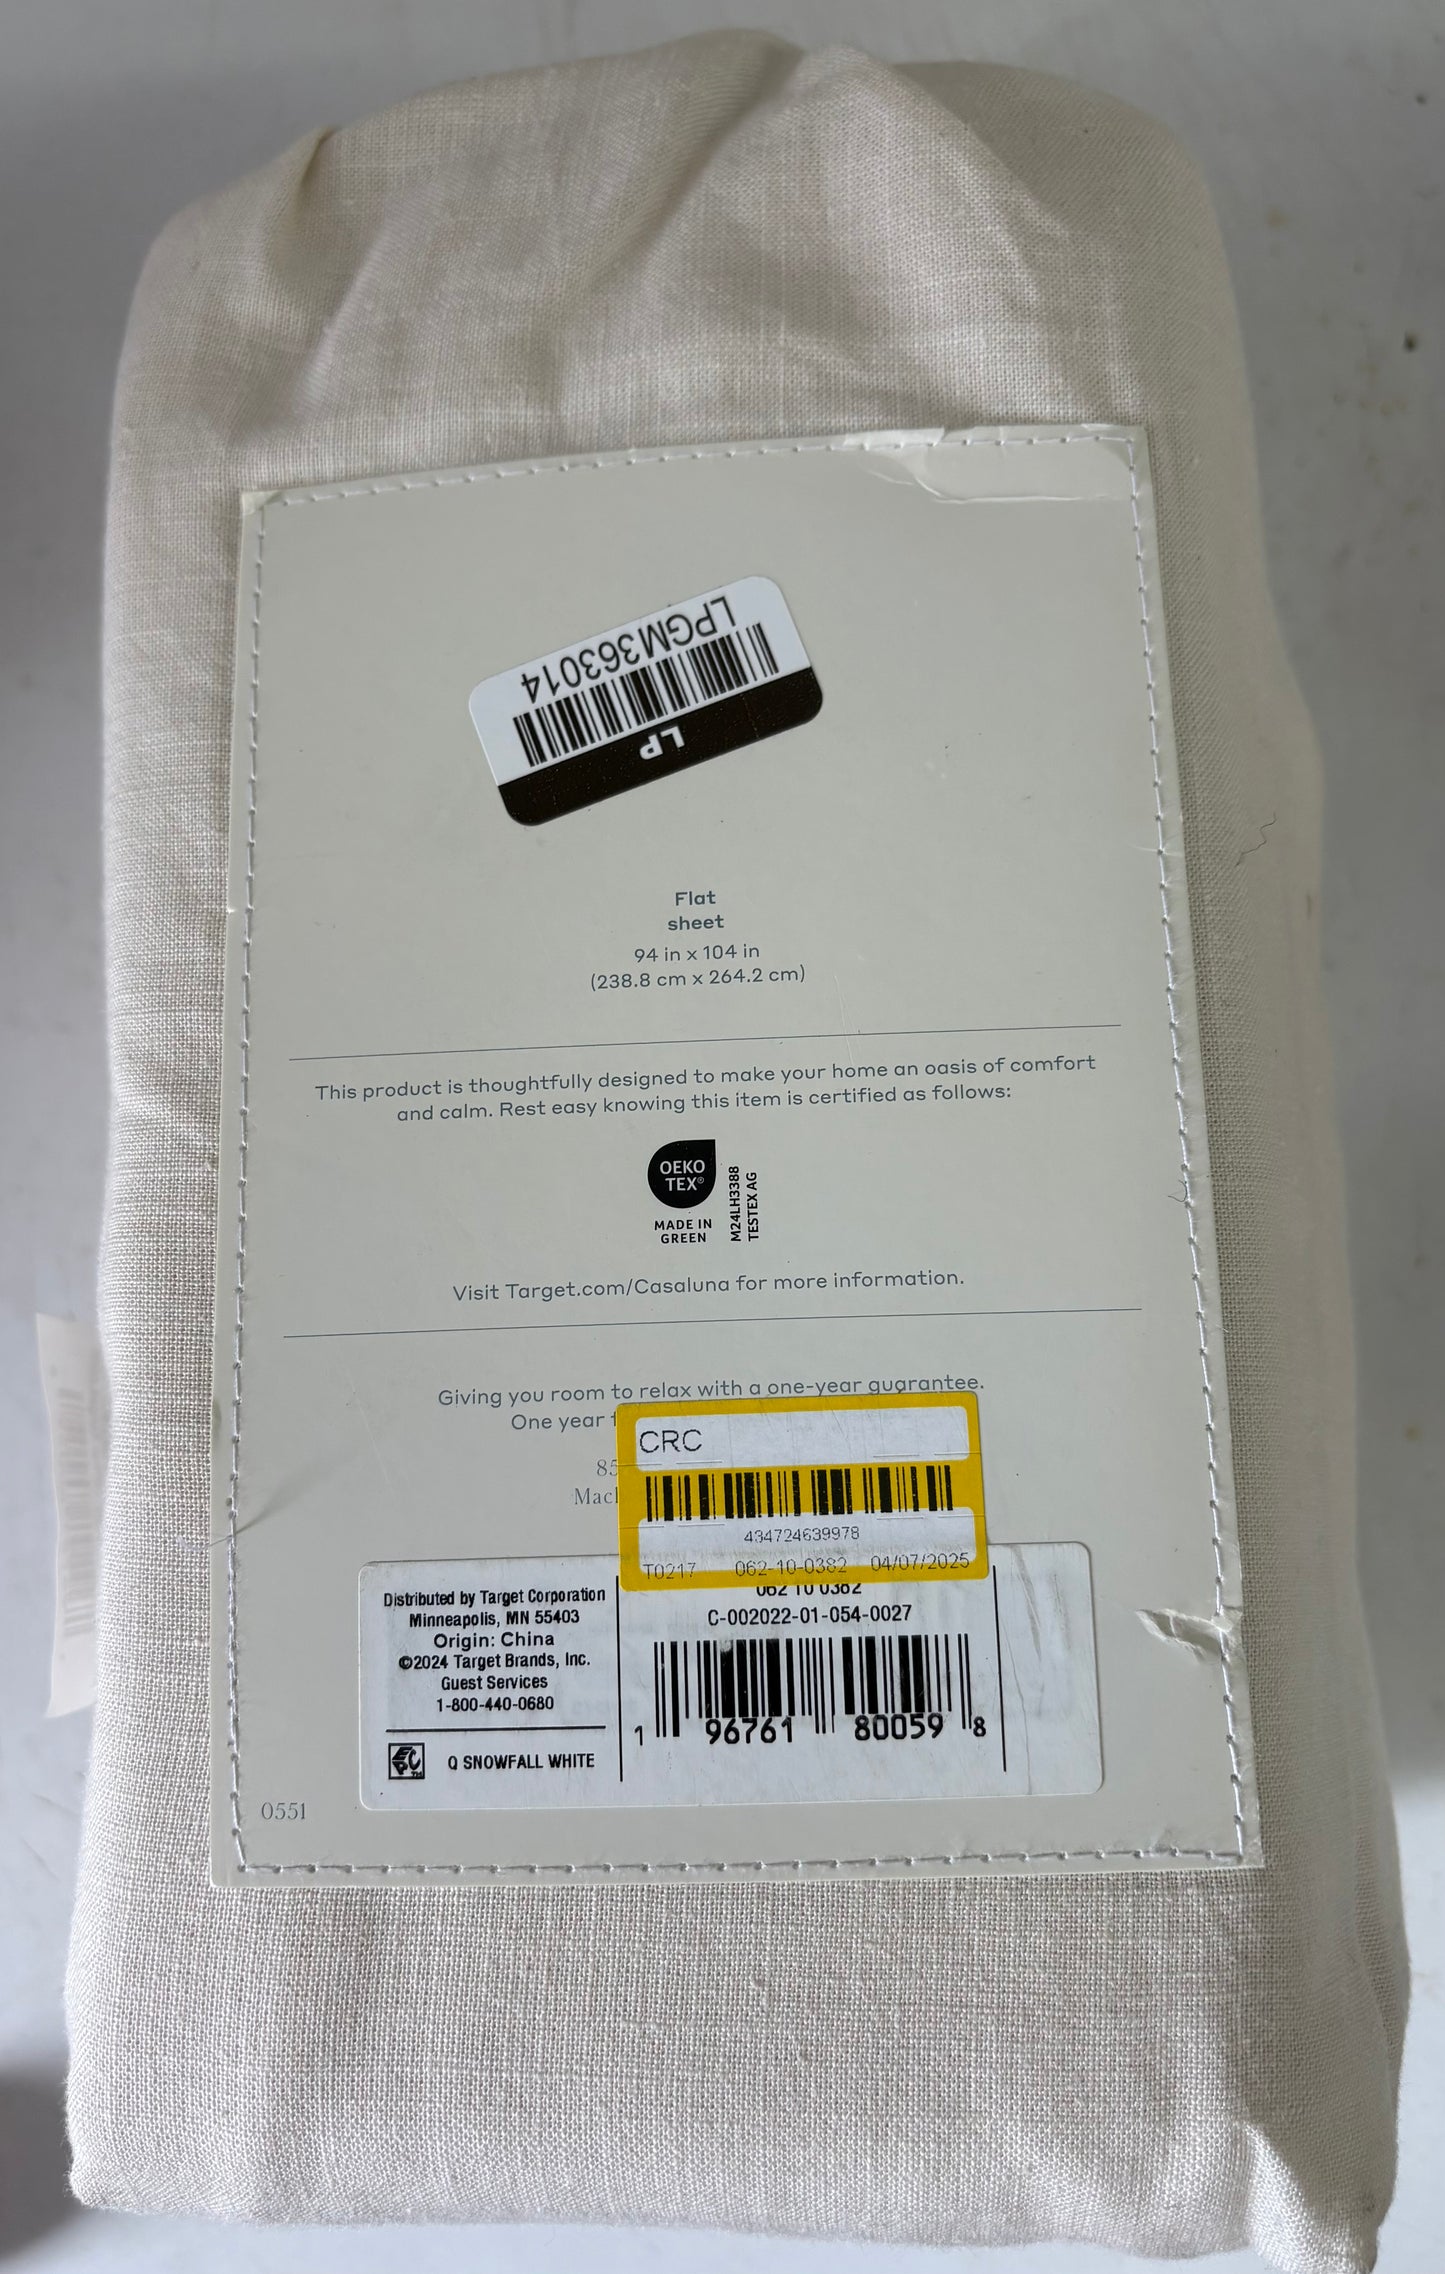 LPGM363014
LP
Flat
sheet
94 in x 104 in
(238.8 cm x 264.2 cm)
This product is thoughtfully designed to make your home an oasis of comfort
and calm. Rest easy knowing this item is certified as follows:
OEKO
TEX®
MADE IN
GREEN
M24LH3388
TESTEX AG
Visit Target.com/Casaluna for more information.
Giving you room to relax with a one-year guarantee.
One year
85
CRC
434724639978
T0217 062-10-0382 04/07/2025
Distributed by Target Corporation
Minneapolis, MN 55403
Origin: China
©2024 Target Brands, Inc.
Guest Services
1-800-440-0680
Q SNOWFALL WHITE
062 10 0382
C-002022-01-054-0027
1 96761 80059 8
0551